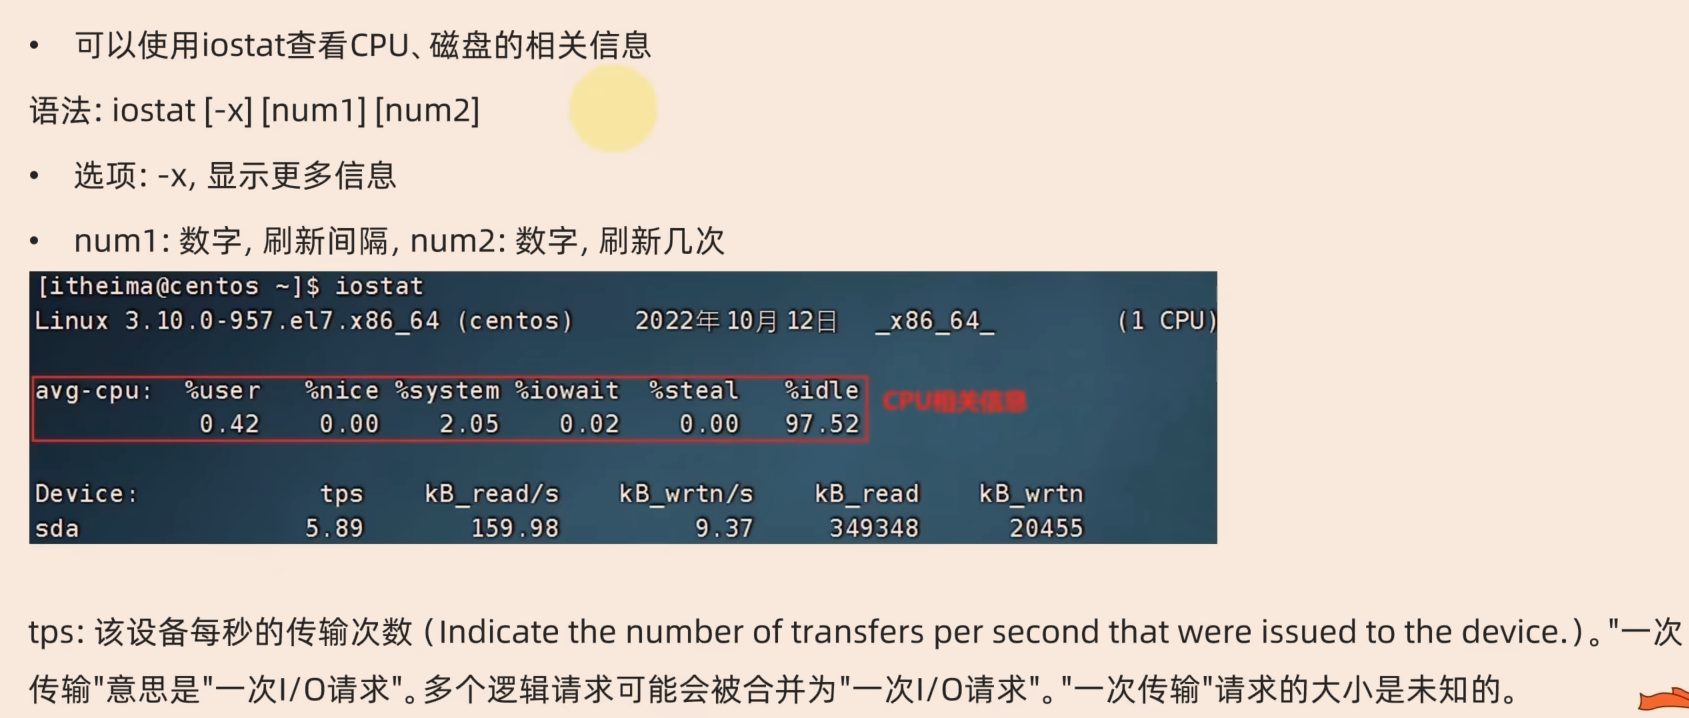 • 可以使用iostat查看CPU、磁盘的相关信息
语法: iostat [-x] [num1] [num2]
• 选项: -x, 显示更多信息
• num1: 数字, 刷新间隔, num2: 数字, 刷新几次
[itheima@centos ~]$ iostat
Linux 3.10.0-957.el7.x86_64 (centos) 2022年10月12日 _x86_64_ (1 CPU)
avg-cpu: %user %nice %system %iowait %steal %idle
0.42 0.00 2.05 0.02 0.00 97.52
CPU相关信息
Device: tps kB_read/s kB_wrtn/s kB_read kB_wrtn
sda 5.89 159.98 9.37 349348 20455
tps: 该设备每秒的传输次数 (Indicate the number of transfers per second that were issued to the device.)。"一次
传输"意思是"一次I/O请求"。多个逻辑请求可能会被合并为"一次I/O请求"。"一次传输"请求的大小是未知的。